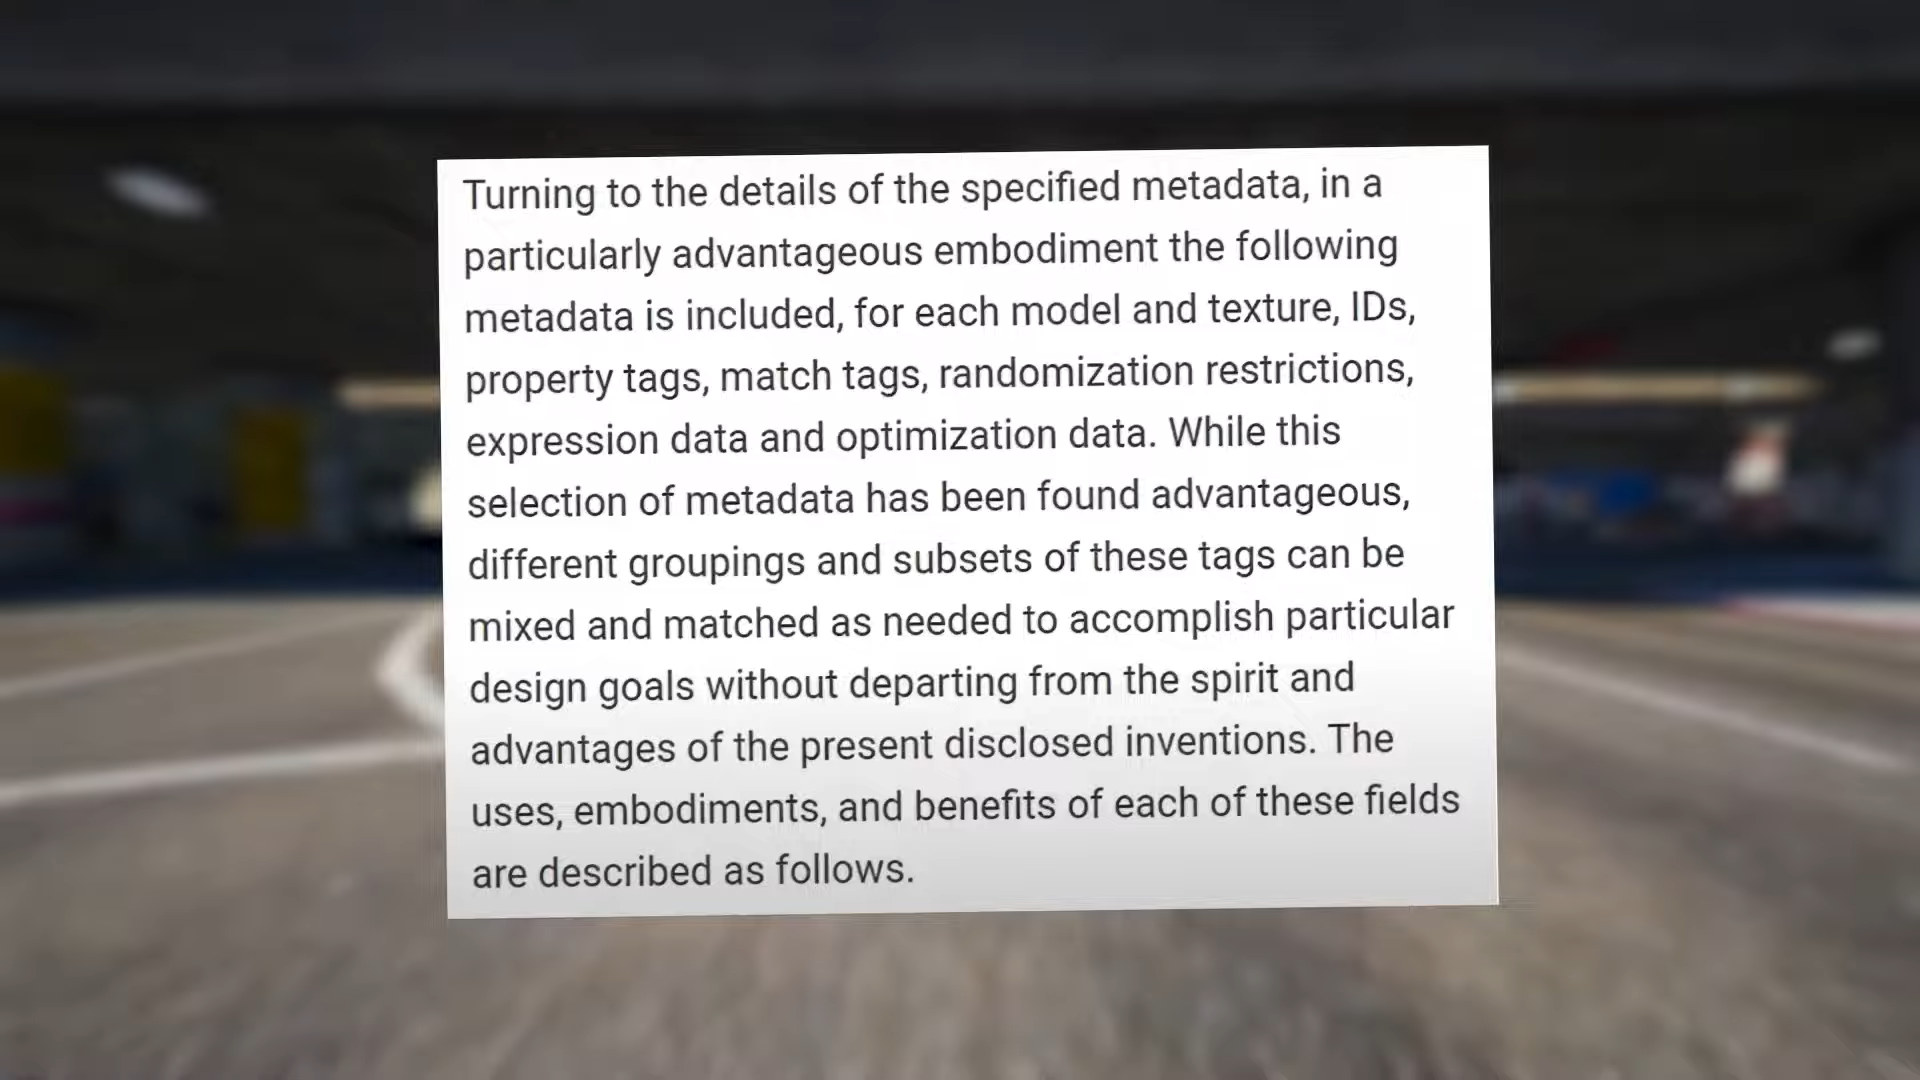 Turning to the details of the specified metadata, in a
particularly advantageous embodiment the following
metadata is included, for each model and texture, IDs,
property tags, match tags, randomization restrictions,
expression data and optimization data. While this
selection of metadata has been found advantageous,
different groupings and subsets of these tags can be
mixed and matched as needed to accomplish particular
design goals without departing from the spirit and
advantages of the present disclosed inventions. The
uses, embodiments, and benefits of each of these fields
are described as follows.